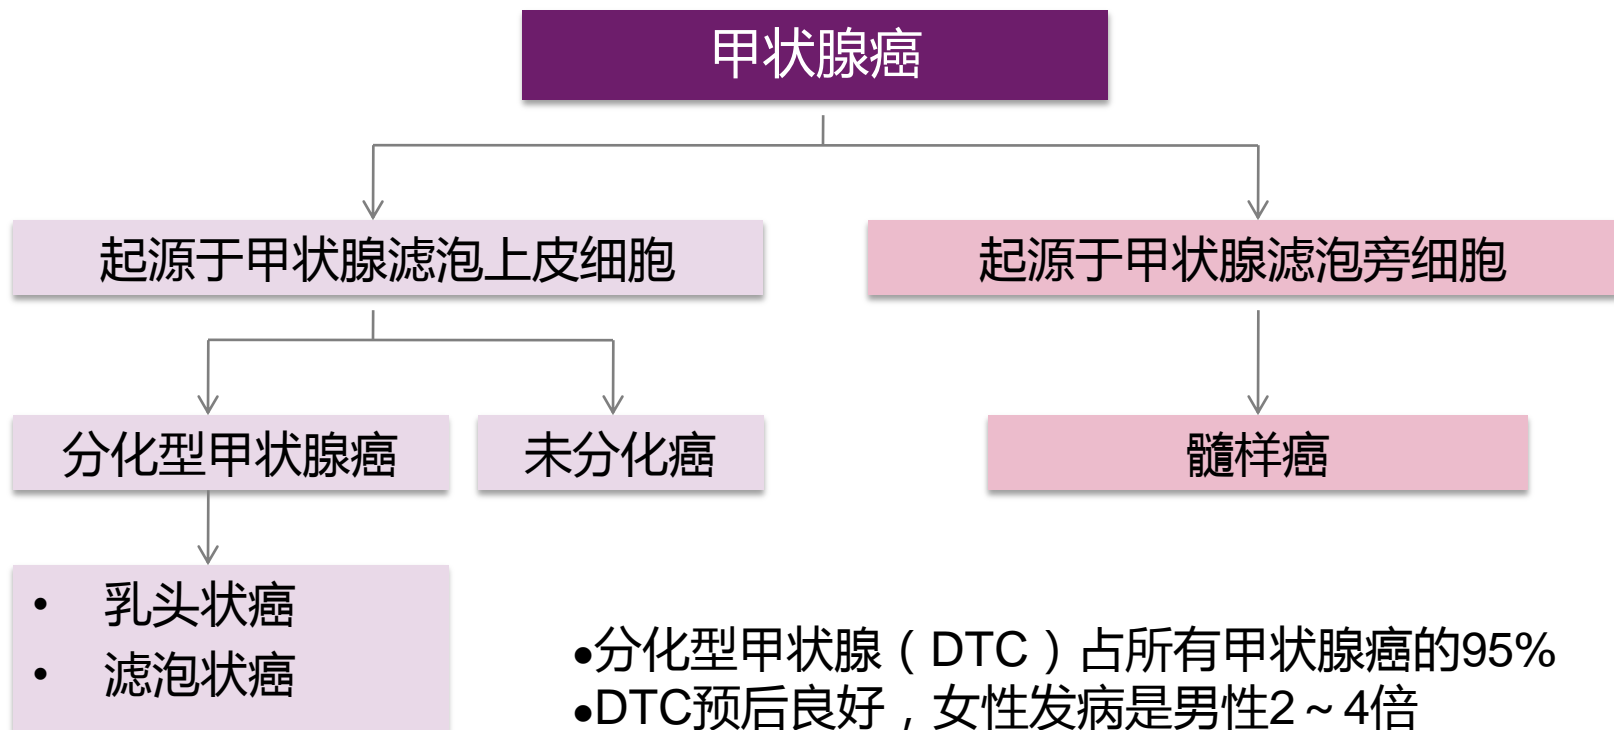 甲状腺癌
起源于甲状腺滤泡上皮细胞
起源于甲状腺滤泡旁细胞
分化型甲状腺癌
未分化癌
髓样癌
• 乳头状癌
• 滤泡状癌
•分化型甲状腺（DTC）占所有甲状腺癌的95%
•DTC预后良好，女性发病是男性2～4倍